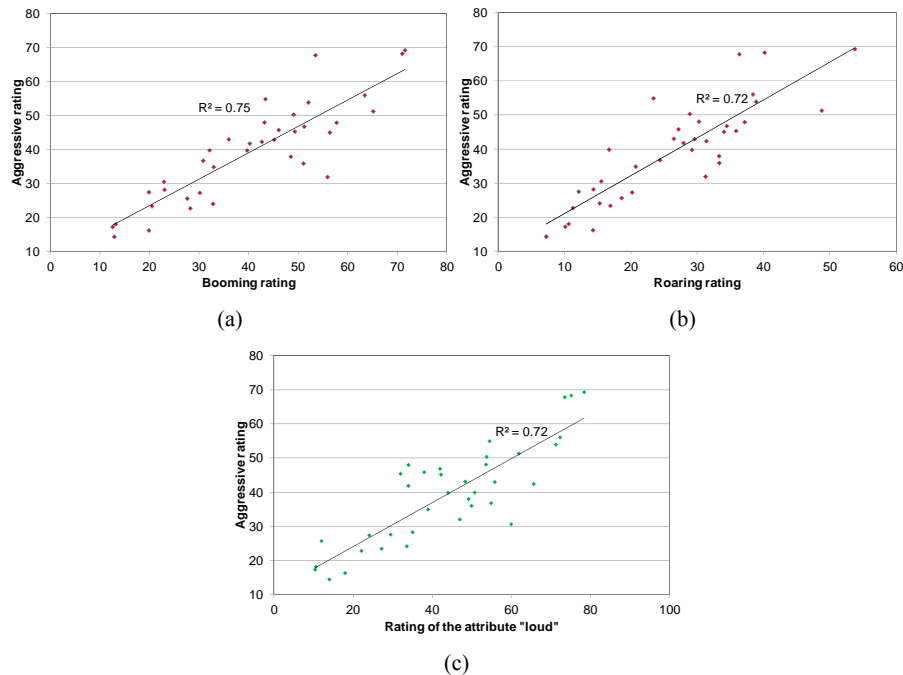 80
70
60
50
40
30
20
10
Aggressive rating
R² = 0.75
0 10 20 30 40 50 60 70 80
Booming rating
(a)
80
70
60
50
40
30
20
10
Aggressive rating
R² = 0.72
0 10 20 30 40 50 60
Roaring rating
(b)
80
70
60
50
40
30
20
10
Aggressive rating
R² = 0.72
0 20 40 60 80 100
Rating of the attribute "loud"
(c)